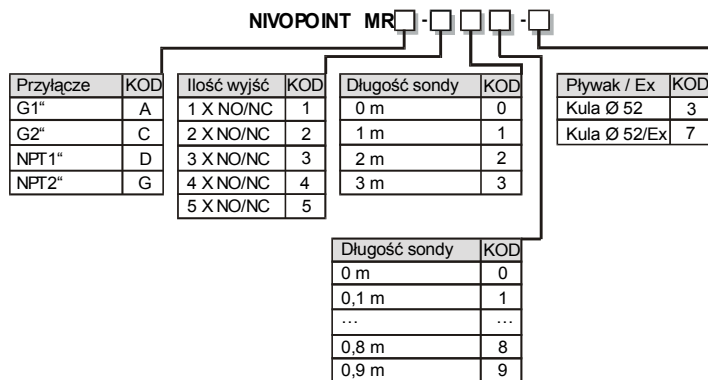 NIVOPOINT MR - -
Przyłącze KOD
G1“ A
G2“ C
NPT1“ D
NPT2“ G
Ilość wyjść KOD
1 X NO/NC 1
2 X NO/NC 2
3 X NO/NC 3
4 X NO/NC 4
5 X NO/NC 5
Długość sondy KOD
0 m 0
1 m 1
2 m 2
3 m 3
Pływak / Ex KOD
Kula Ø 52 3
Kula Ø 52/Ex 7
Długość sondy KOD
0 m 0
0,1 m 1
... ...
0,8 m 8
0,9 m 9